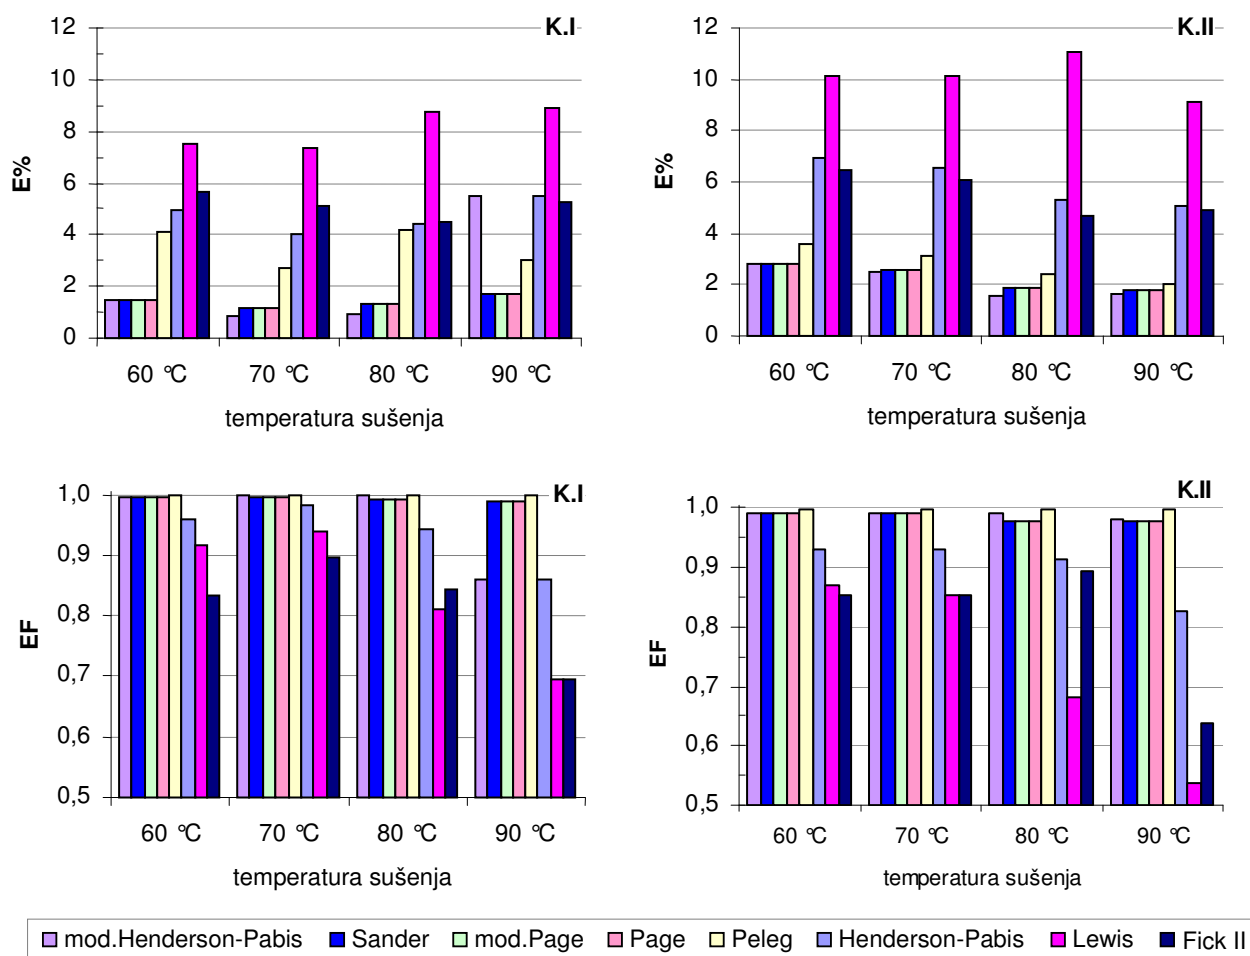 K.I
12
10
8
6
4
2
0
E%
60 °C 70 °C 80 °C 90 °C
temperatura sušenja
K.II
12
10
8
6
4
2
0
E%
60 °C 70 °C 80 °C 90 °C
temperatura sušenja
K.I
1,0
0,9
0,8
0,7
0,6
0,5
EF
60 °C 70 °C 80 °C 90 °C
temperatura sušenja
K.II
1,0
0,9
0,8
0,7
0,6
0,5
EF
60 °C 70 °C 80 °C 90 °C
temperatura sušenja
mod.Henderson-Pabis Sander mod.Page Page Peleg Henderson-Pabis Lewis Fick II